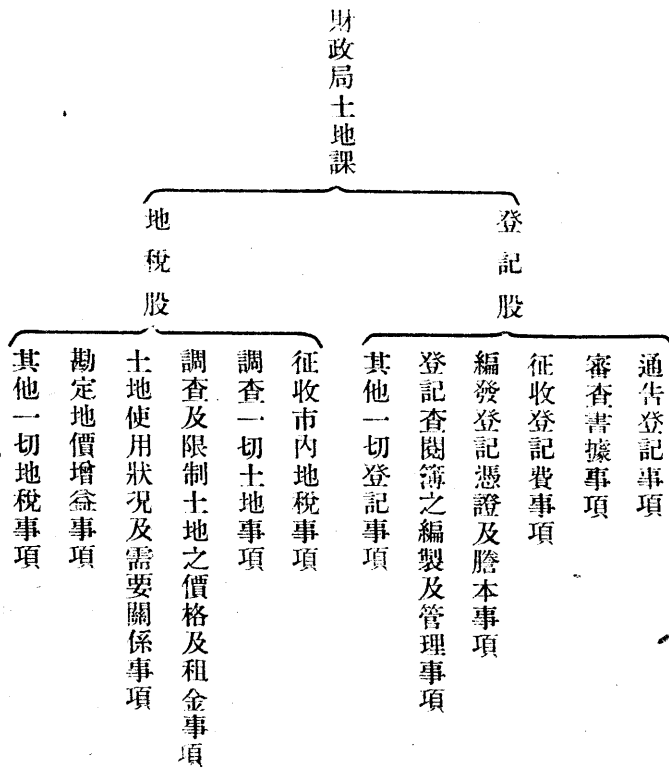 財政局土地課
登記股
通告登記事項
審查書據事項
征收登記費事項
編發登記憑證及謄本事項
登記查閱簿之編製及管理事項
其他一切登記事項
地稅股
征收市內地稅事項
調查一切土地事項
調查及限制土地之價格及租金事項
土地使用狀況及需要關係事項
勘定地價增益事項
其他一切地稅事項